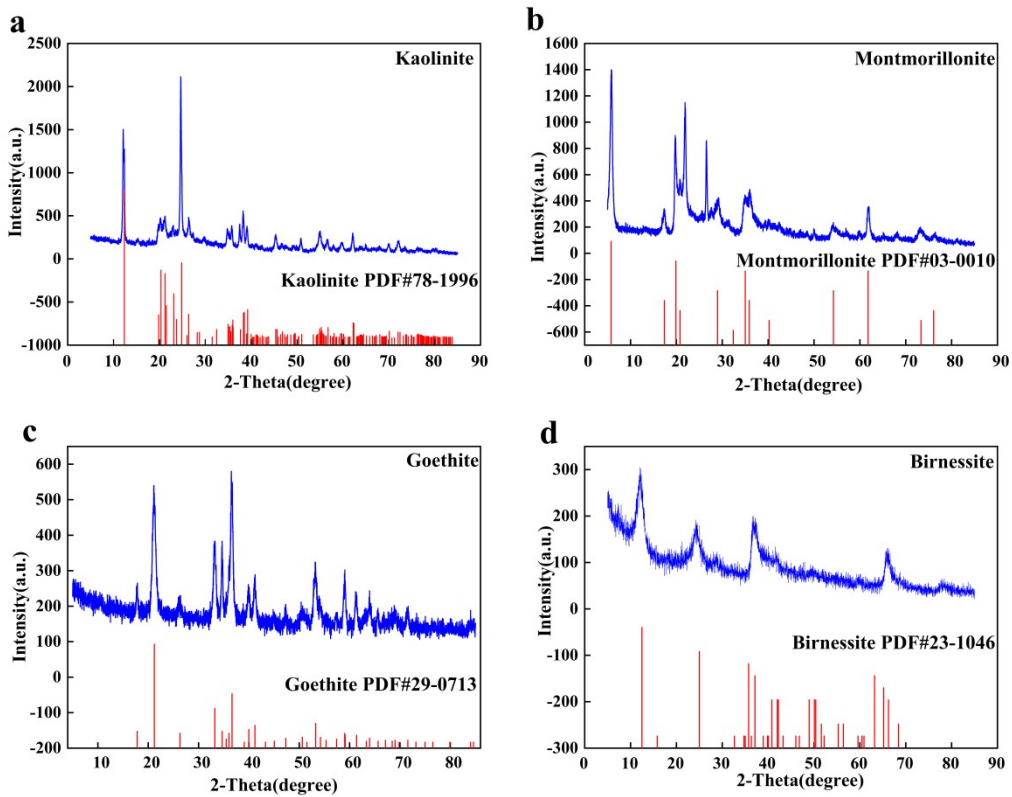 a
Kaolinite
2500
2000
1500
1000
500
0
-500
-1000
Intensity(a.u.)
Kaolinite PDF#78-1996
0 10 20 30 40 50 60 70 80 90
2-Theta(degree)
b
Montmorillonite
1600
1400
1200
1000
800
600
400
200
0
-200
-400
-600
Intensity(a.u.)
Montmorillonite PDF#03-0010
0 10 20 30 40 50 60 70 80 90
2-Theta(degree)
c
Goethite
600
500
400
300
200
100
0
-100
-200
Intensity(a.u.)
Goethite PDF#29-0713
10 20 30 40 50 60 70 80
2-Theta(degree)
d
Birnessite
300
200
100
0
-100
-200
-300
Intensity(a.u.)
Birnessite PDF#23-1046
0 10 20 30 40 50 60 70 80 90
2-Theta(degree)